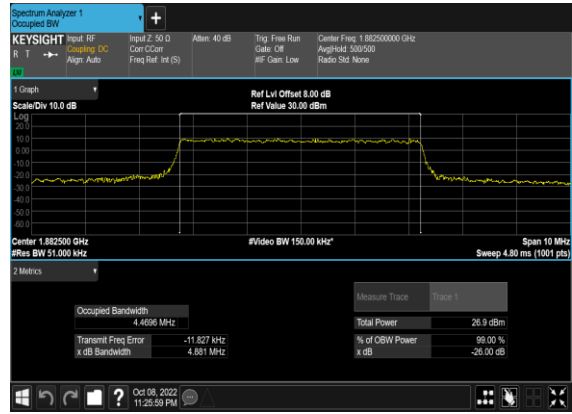 Spectrum Analyzer 1
Occupied BW
+
KEYSIGHT Input: RF Input Z: 50 Ω Atten: 40 dB Trig: Free Run Center Freq: 1.882500000 GHz
R T Coupling: DC Corr CCorr Gate: Off Avg|Hold: 500/500
Align: Auto Freq Ref: Int (S) #IF Gain: Low Radio Std: None
LW
1 Graph
Ref Lvl Offset 8.00 dB
Scale/Div 10.0 dB Ref Value 30.00 dBm
Log
20.0
10.0
0.00
-10.0
-20.0
-30.0
-40.0
-50.0
-60.0
Center 1.882500 GHz #Video BW 150.00 kHz* Span 10 MHz
#Res BW 51.000 kHz Sweep 4.80 ms (1001 pts)
2 Metrics
Measure Trace Trace 1
Occupied Bandwidth
4.4696 MHz Total Power 26.9 dBm
Transmit Freq Error -11.827 kHz % of OBW Power 99.00 %
x dB Bandwidth 4.881 MHz x dB -26.00 dB
? Oct 08, 2022
11:25:59 PM